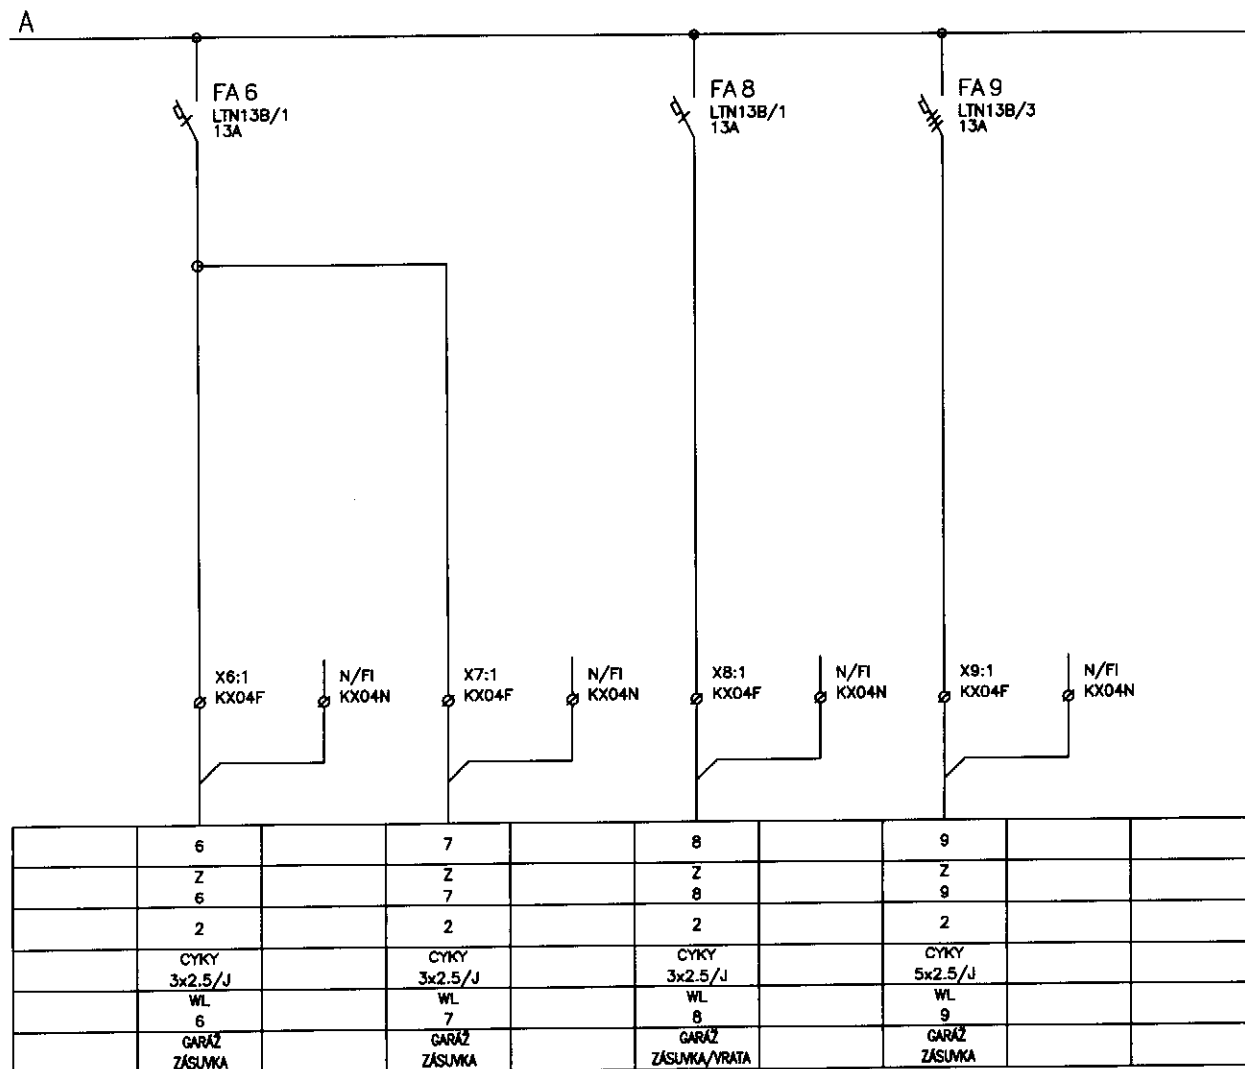 A
FA 6
LTN13B/1
13A
FA 8
LTN13B/1
13A
FA 9
LTN13B/3
13A
X6:1
KX04F
N/FI
KX04N
X7:1
KX04F
N/FI
KX04N
X8:1
KX04F
N/FI
KX04N
X9:1
KX04F
N/FI
KX04N
6 7 8 9
Z Z Z Z
6 7 8 9
2 2 2 2
CYKY CYKY CYKY CYKY
3x2.5/J 3x2.5/J 3x2.5/J 5x2.5/J
WL WL WL WL
6 7 8 9
GARÁŽ GARÁŽ GARÁŽ GARÁŽ
ZÁSUVKA ZÁSUVKA ZÁSUVKA/VRATA ZÁSUVKA